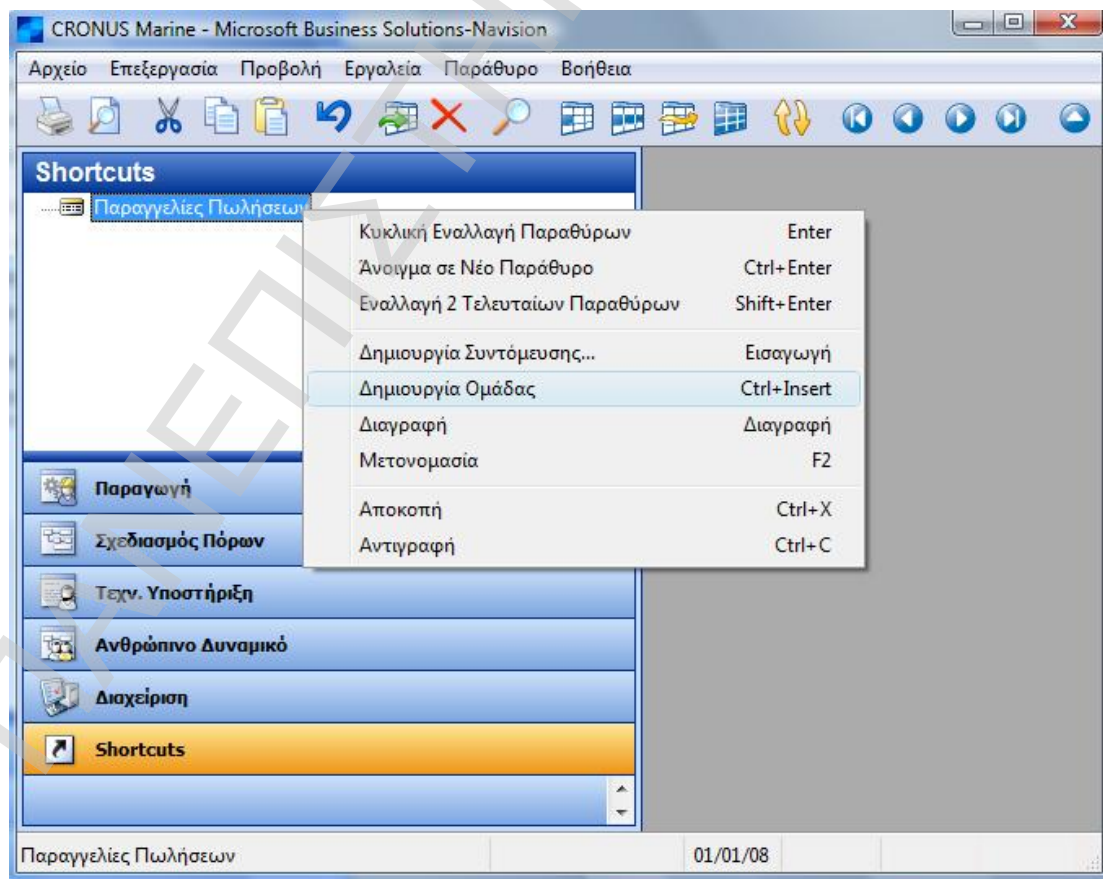 CRONUS Marine - Microsoft Business Solutions-Navision
Αρχείο Επεξεργασία Προβολή Εργαλεία Παράθυρο Βοήθεια
Shortcuts
Παραγγελίες Πωλήσεων
Κυκλική Εναλλαγή Παραθύρων Enter
Άνοιγμα σε Νέο Παράθυρο Ctrl+Enter
Εναλλαγή 2 Τελευταίων Παραθύρων Shift+Enter
Δημιουργία Συντόμευσης... Εισαγωγή
Δημιουργία Ομάδας Ctrl+Insert
Διαγραφή Διαγραφή
Μετονομασία F2
Αποκοπή Ctrl+X
Αντιγραφή Ctrl+C
Παραγωγή
Σχεδιασμός Πόρων
Τεχν. Υποστήριξη
Ανθρώπινο Δυναμικό
Διαχείριση
Shortcuts
Παραγγελίες Πωλήσεων 01/01/08